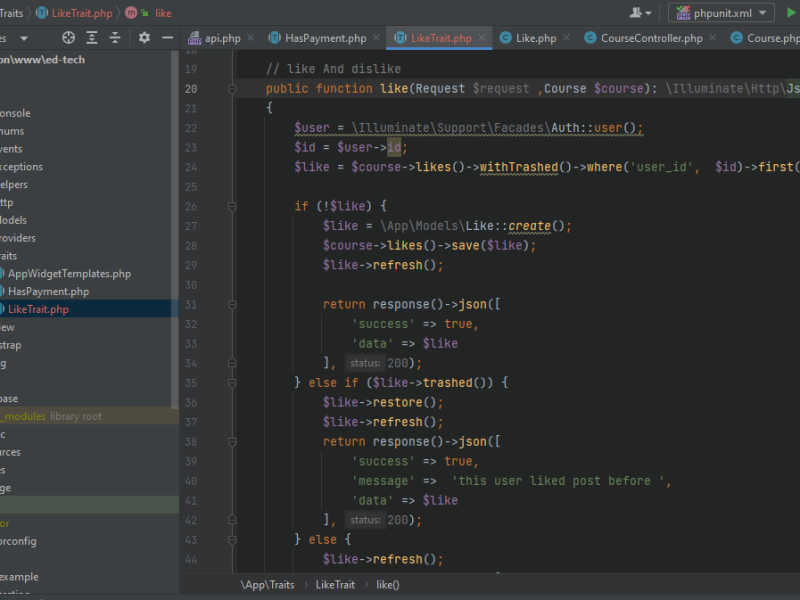 Traits LikeTrait.php m like phpunit.xml
es api.php HasPayment.php LikeTrait.php Like.php CourseController.php Course.php
on\www\ed-tech
onsole
nums
vents
xceptions
elpers
ttp
lodels
roviders
raits
AppWidgetTemplates.php
HasPayment.php
LikeTrait.php
iew
strap
g
base
_modules library root
c
urces
es
ge
or
orconfig
example
19 // like And dislike
20 public function like(Request $request ,Course $course): \Illuminate\Http\Js
21 {
22 $user = \Illuminate\Support\Facades\Auth::user();
23 $id = $user->id;
24 $like = $course->likes()->withTrashed()->where('user_id', $id)->first(
25
26 if (!$like) {
27 $like = \App\Models\Like::create();
28 $course->likes()->save($like);
29 $like->refresh();
30
31 return response()->json([
32 'success' => true,
33 'data' => $like
34 ], status: 200);
35 } else if ($like->trashed()) {
36 $like->restore();
37 $like->refresh();
38 return response()->json([
39 'success' => true,
40 'message' => 'this user liked post before ',
41 'data' => $like
42 ], status: 200);
43 } else {
44 $like->refresh();
\App\Traits LikeTrait like()